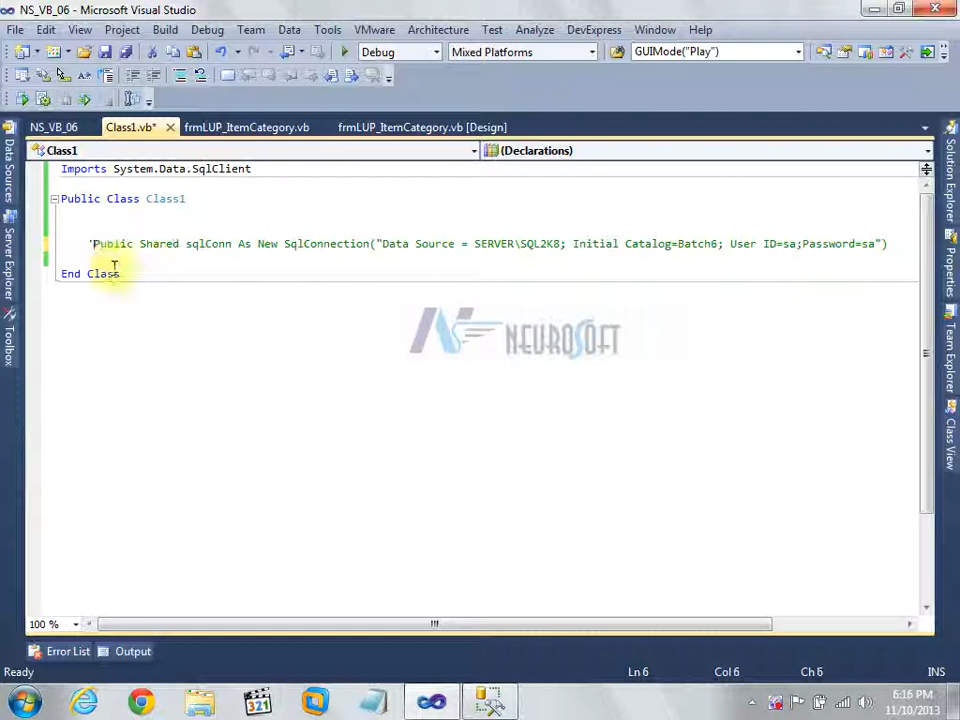 NS_VB_06 - Microsoft Visual Studio
File Edit View Project Build Debug Team Data Tools VMware Architecture Test Analyze DevExpress Window Help
Debug Mixed Platforms GUIMode("Play")
NS_VB_06 Class1.vb* frmLUP_ItemCategory.vb frmLUP_ItemCategory.vb [Design]
Class1 (Declarations)
Imports System.Data.SqlClient
Public Class Class1
'Public Shared sqlConn As New SqlConnection("Data Source = SERVER\SQL2K8; Initial Catalog=Batch6; User ID=sa;Password=sa")
End Class
NEUROSOFT
Data Sources
Server Explorer
Toolbox
Solution Explorer
Properties
Team Explorer
Class View
100 %
Error List Output
Ready Ln 6 Col 6 Ch 6 INS
321
6:16 PM
11/10/2013